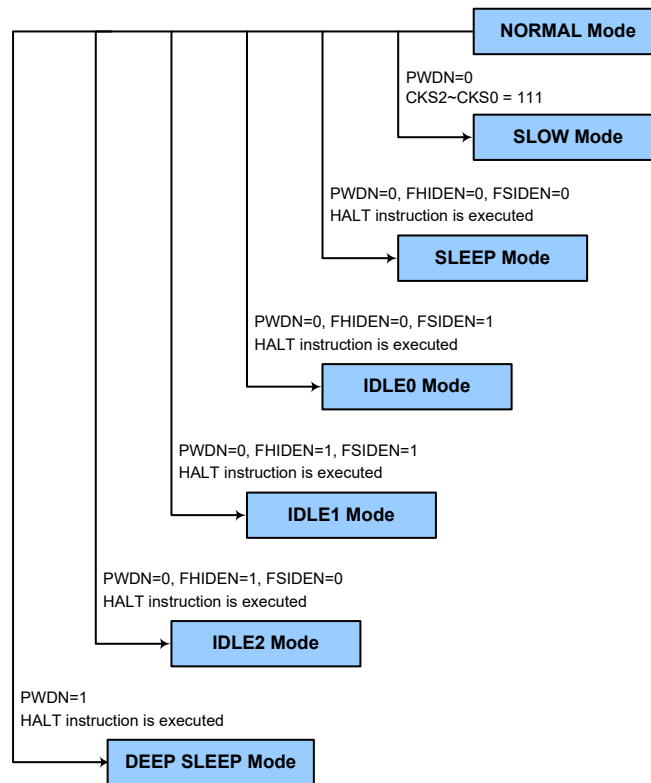 NORMAL Mode
PWDN=0
CKS2~CKS0 = 111
SLOW Mode
PWDN=0, FHIDEN=0, FSIDEN=0
HALT instruction is executed
SLEEP Mode
PWDN=0, FHIDEN=0, FSIDEN=1
HALT instruction is executed
IDLE0 Mode
PWDN=0, FHIDEN=1, FSIDEN=1
HALT instruction is executed
IDLE1 Mode
PWDN=0, FHIDEN=1, FSIDEN=0
HALT instruction is executed
IDLE2 Mode
PWDN=1
HALT instruction is executed
DEEP SLEEP Mode